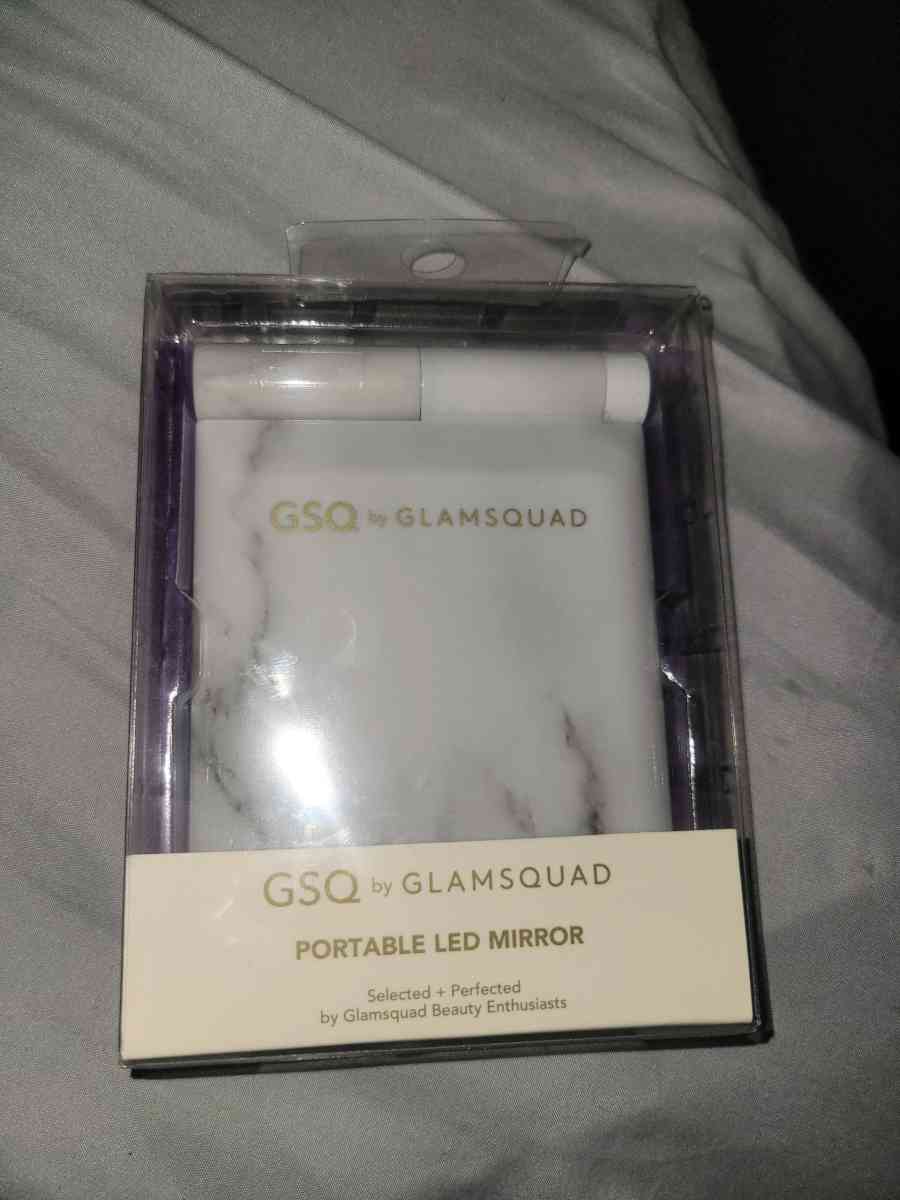 GSQ by GLAMSQUAD
GSQ by GLAMSQUAD
PORTABLE LED MIRROR
Selected + Perfected
by Glamsquad Beauty Enthusiasts